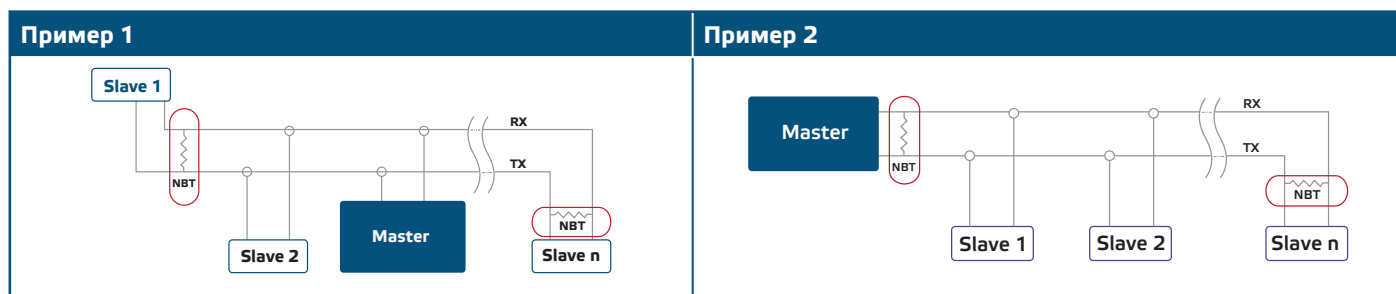 Пример 1
Slave 1
RX
TX
NBT
NBT
Slave 2
Master
Slave n
Пример 2
Master
RX
TX
NBT
NBT
Slave 1
Slave 2
Slave n